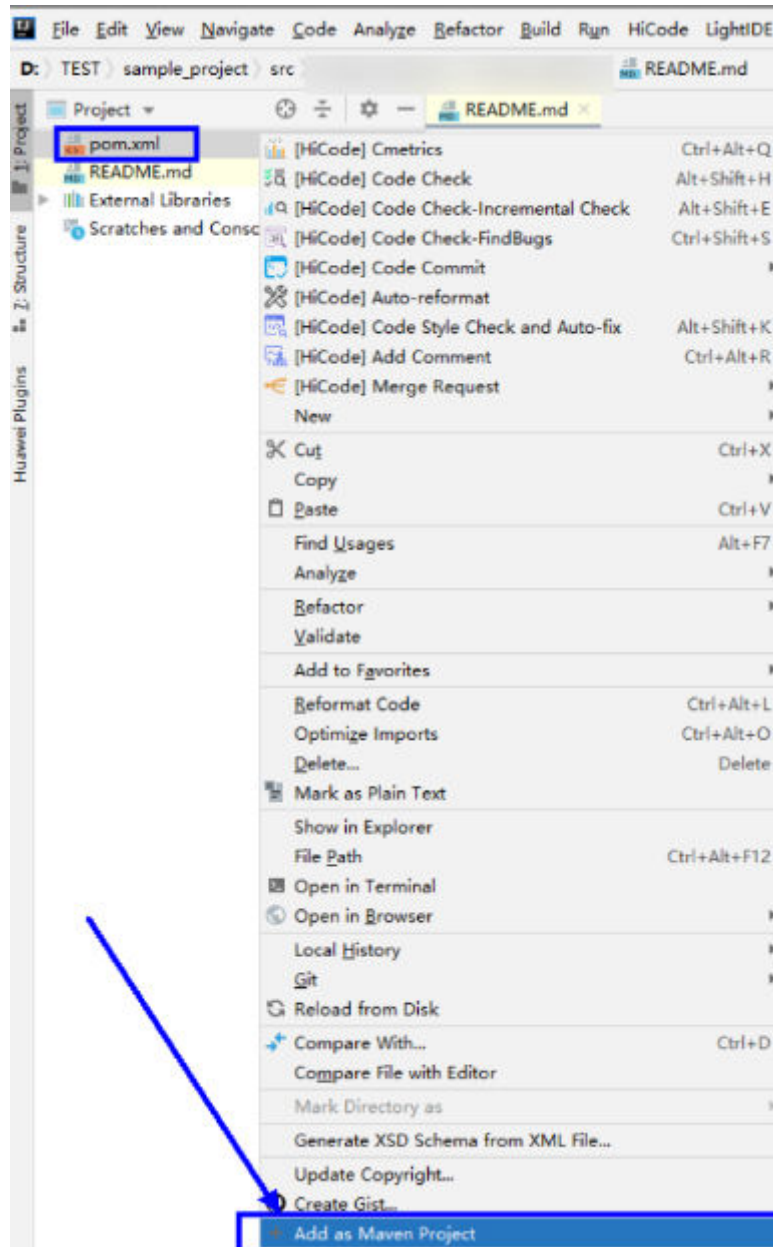 File Edit View Navigate Code Analyze Refactor Build Run HiCode LightIDE
D: TEST sample_project src README.md
Project README.md
1: Project
pom.xml
README.md
External Libraries
Scratches and Consc
2: Structure
Huawei Plugins
[HiCode] Cmetrics Ctrl+Alt+Q
[HiCode] Code Check Alt+Shift+H
[HiCode] Code Check-Incremental Check Alt+Shift+E
[HiCode] Code Check-FindBugs Ctrl+Shift+S
[HiCode] Code Commit
[HiCode] Auto-reformat
[HiCode] Code Style Check and Auto-fix Alt+Shift+K
[HiCode] Add Comment Ctrl+Alt+R
[HiCode] Merge Request
New
Cut Ctrl+X
Copy
Paste Ctrl+V
Find Usages Alt+F7
Analyze
Refactor
Validate
Add to Favorites
Reformat Code Ctrl+Alt+L
Optimize Imports Ctrl+Alt+O
Delete... Delete
Mark as Plain Text
Show in Explorer
File Path Ctrl+Alt+F12
Open in Terminal
Open in Browser
Local History
Git
Reload from Disk
Compare With... Ctrl+D
Compare File with Editor
Mark Directory as
Generate XSD Schema from XML File...
Update Copyright...
Create Gist...
Add as Maven Project